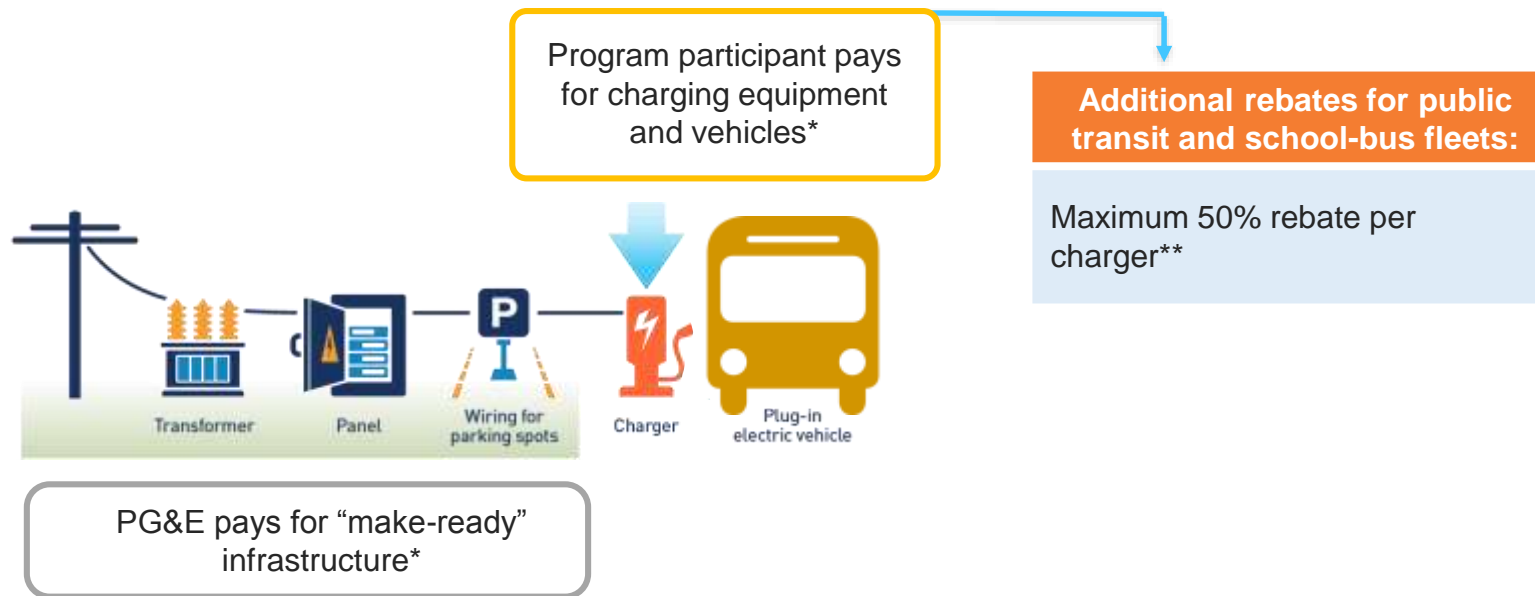 Program participant pays
for charging equipment
and vehicles*
Additional rebates for public
transit and school-bus fleets:
Maximum 50% rebate per
charger**
P
Transformer
Panel
Wiring for
parking spots
Charger
Plug-in
electric vehicle
PG&E pays for “make-ready”
infrastructure*